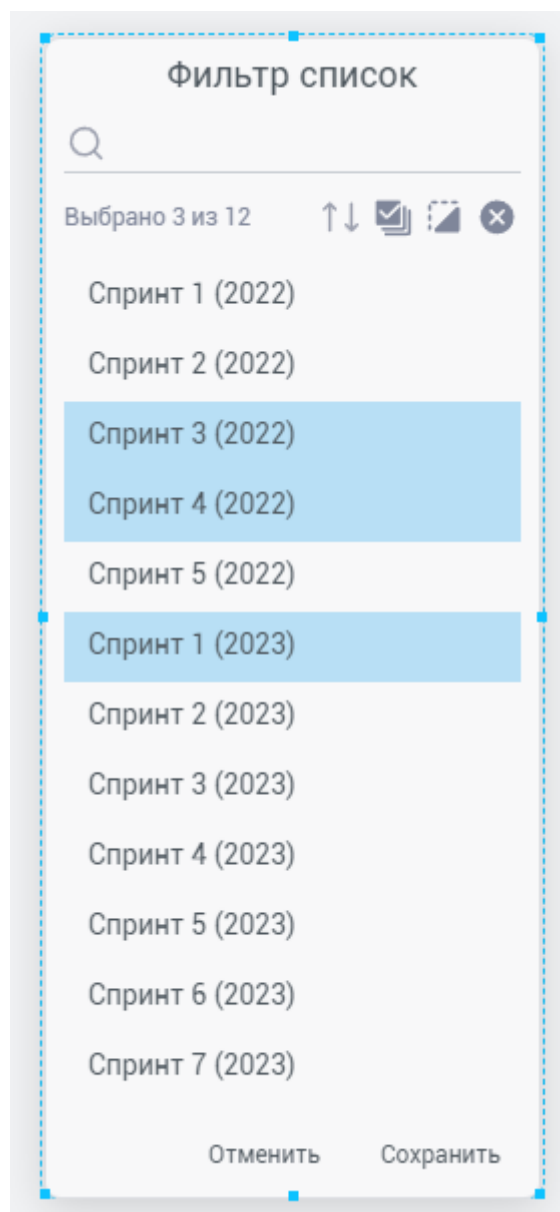 Фильтр список
Выбрано 3 из 12
Спринт 1 (2022)
Спринт 2 (2022)
Спринт 3 (2022)
Спринт 4 (2022)
Спринт 5 (2022)
Спринт 1 (2023)
Спринт 2 (2023)
Спринт 3 (2023)
Спринт 4 (2023)
Спринт 5 (2023)
Спринт 6 (2023)
Спринт 7 (2023)
Отменить Сохранить